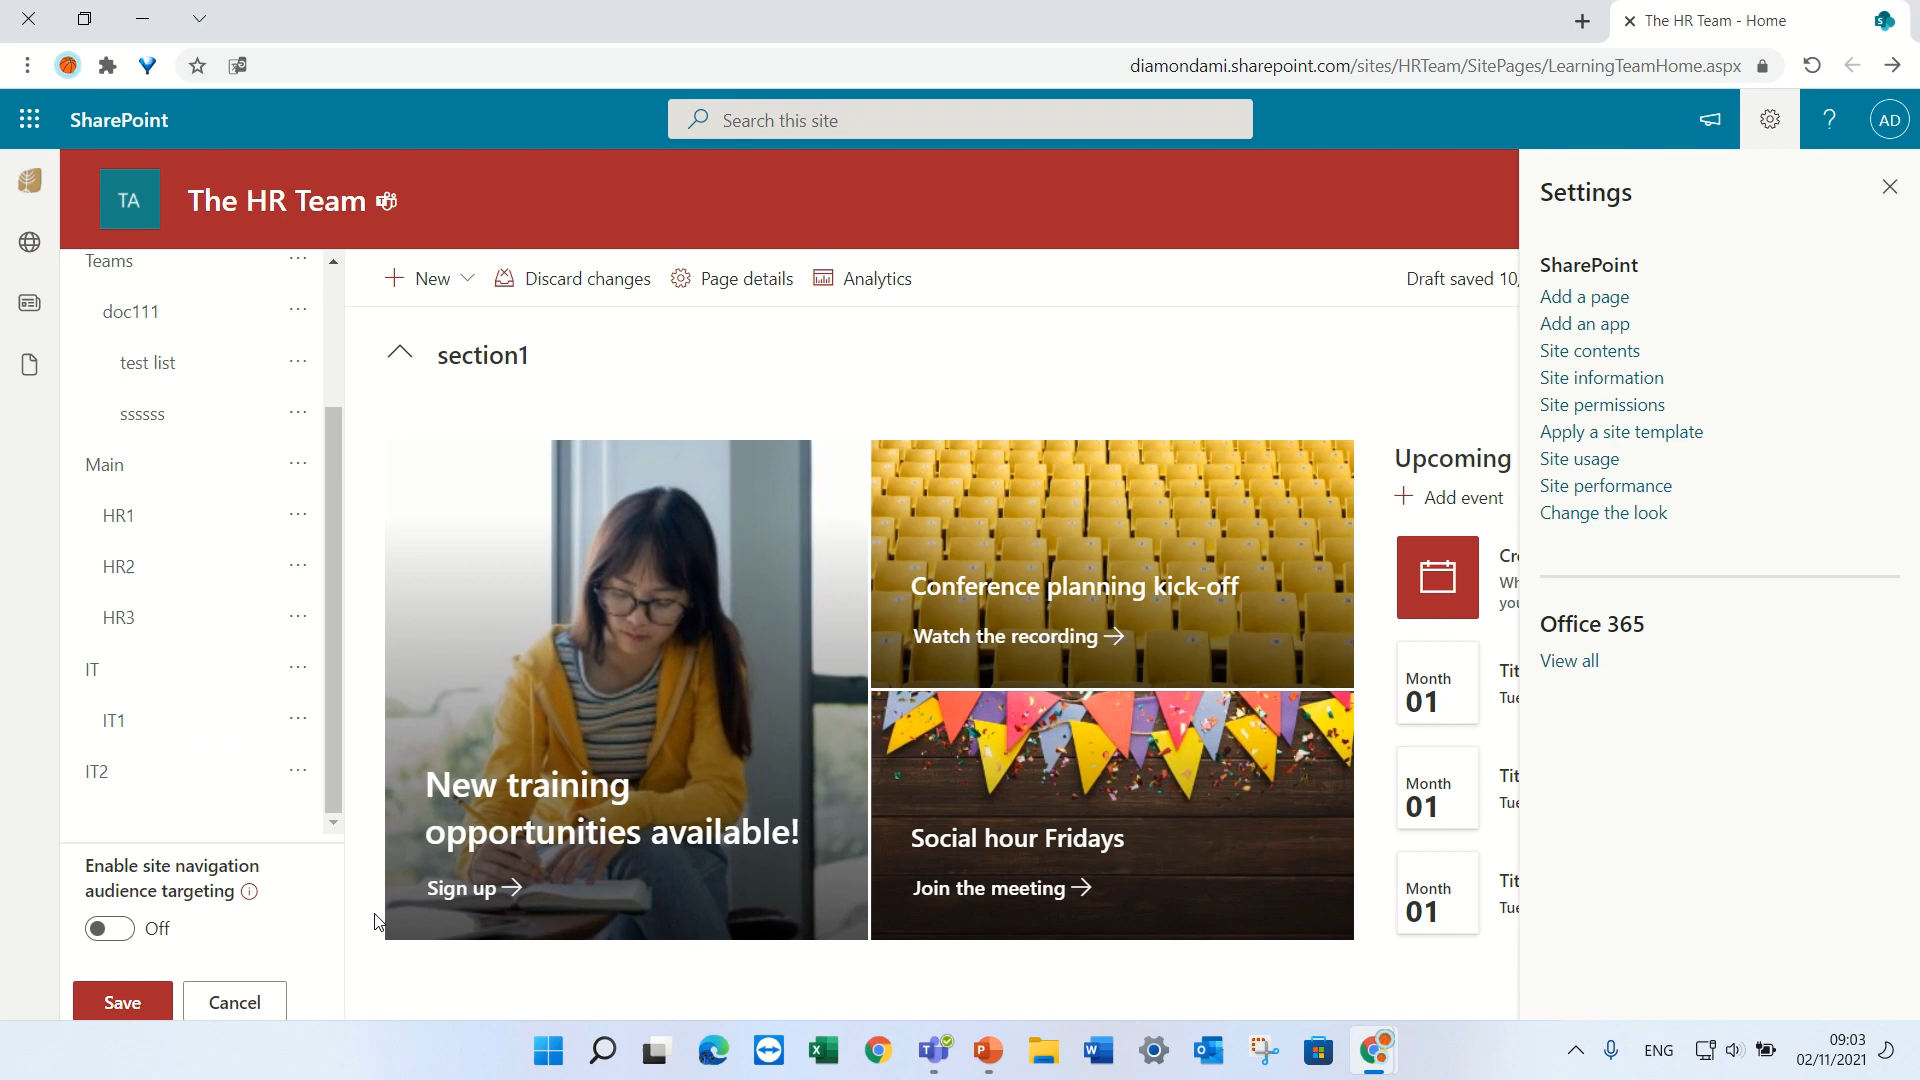 The HR Team - Home
diamondami.sharepoint.com/sites/HRTeam/SitePages/LearningTeamHome.aspx
SharePoint
Search this site
?
AD
TA
The HR Team
Teams
doc111
test list
ssssss
Main
HR1
HR2
HR3
IT
IT1
IT2
Enable site navigation
audience targeting
Off
Save
Cancel
New
Discard changes
Page details
Analytics
Draft saved 10/
section1
New training
opportunities available!
Sign up →
Conference planning kick-off
Watch the recording →
Social hour Fridays
Join the meeting →
Upcoming
Add event
Month
01
Month
01
Month
01
Settings
SharePoint
Add a page
Add an app
Site contents
Site information
Site permissions
Apply a site template
Site usage
Site performance
Change the look
Office 365
View all
ENG
09:03
02/11/2021